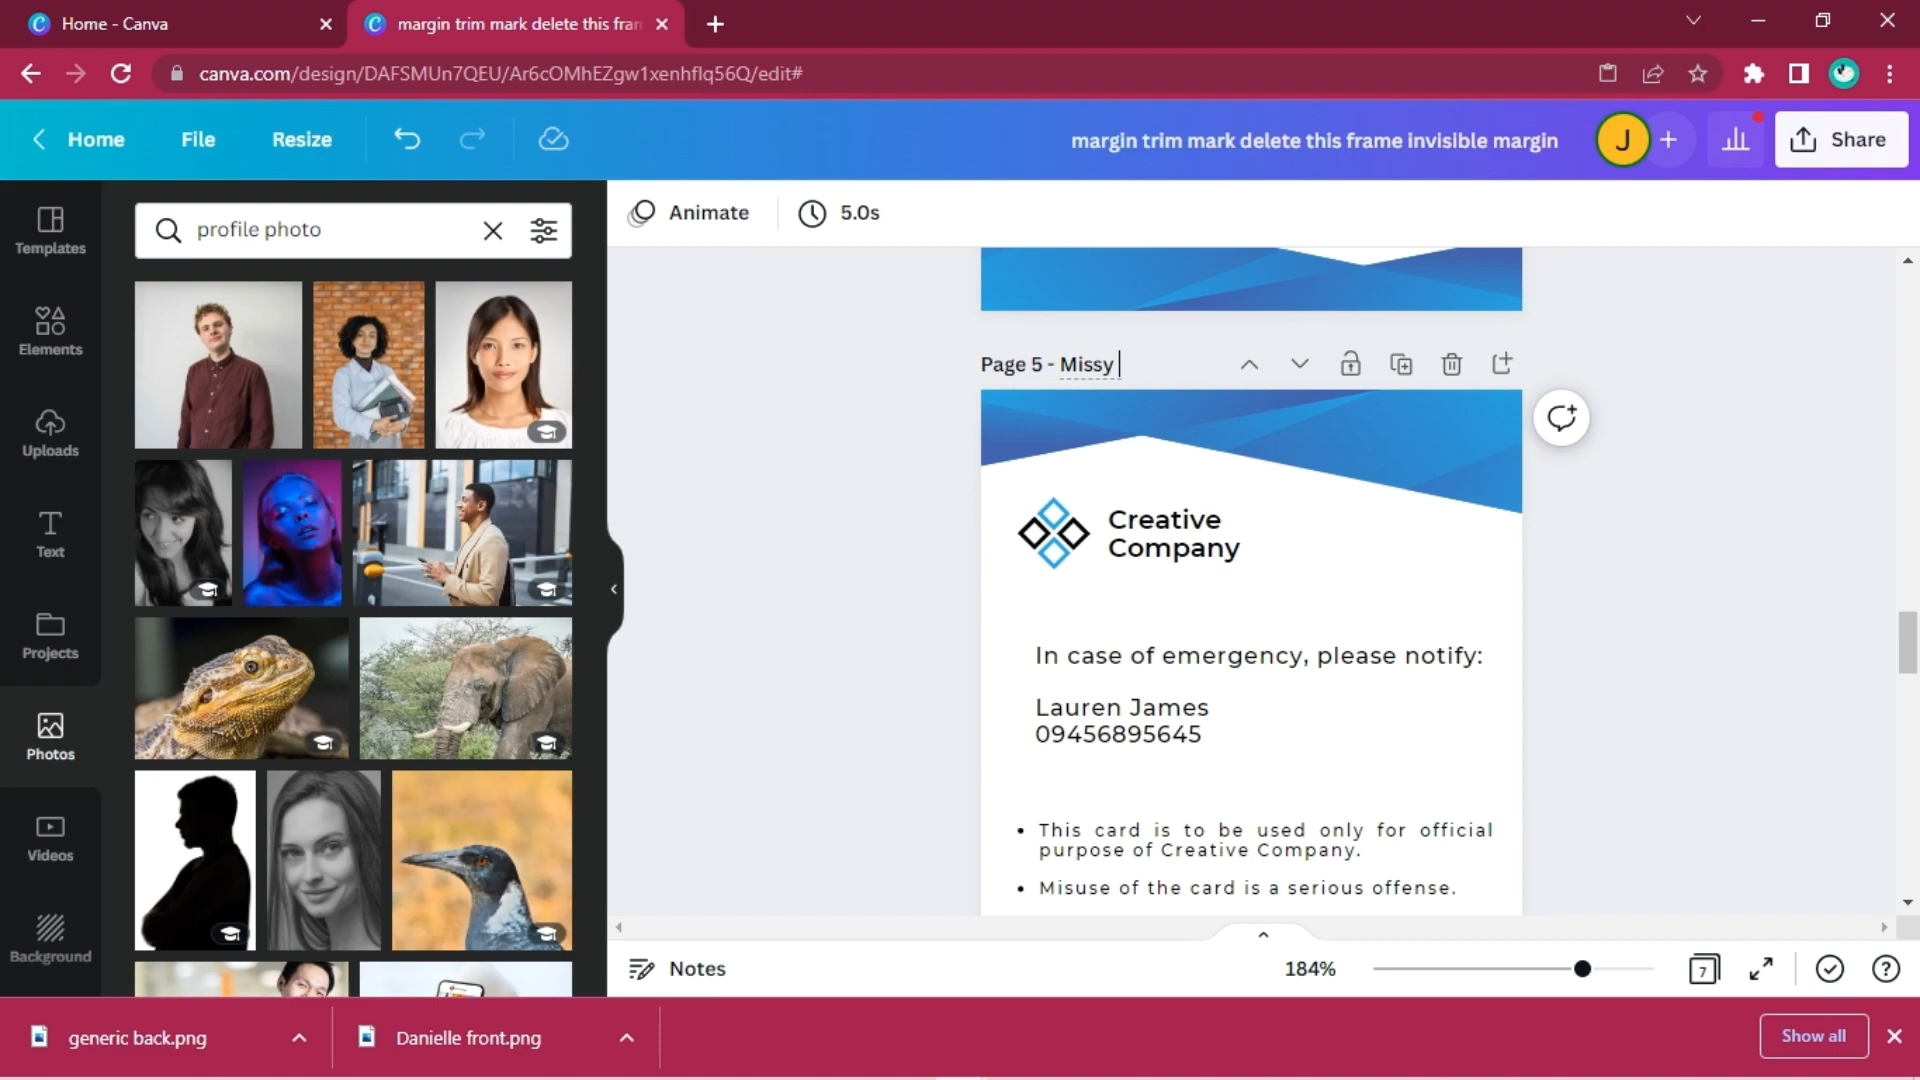 Home - Canva
margin trim mark delete this fran
canva.com/design/DAFSMUn7QEU/Ar6cOMhEZgw1xenhflq56Q/edit#
Home
File
Resize
margin trim mark delete this frame invisible margin
J
Share
Templates
Elements
Uploads
Text
Projects
Photos
Videos
Background
profile photo
Animate
5.0s
Page 5 - Missy
Creative
Company
In case of emergency, please notify:
Lauren James
09456895645
• This card is to be used only for official
purpose of Creative Company.
• Misuse of the card is a serious offense.
Notes
184%
7
generic back.png
Danielle front.png
Show all